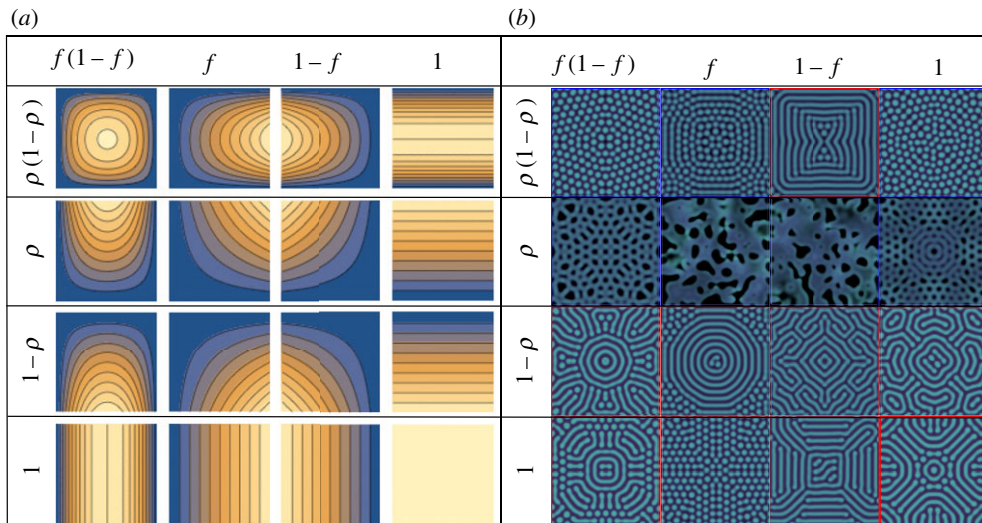 (a) (b)
f(1–f) f 1–f 1 f(1–f) f 1–f 1
ρ(1–ρ) ρ(1–ρ)
ρ ρ
1–ρ 1–ρ
1 1